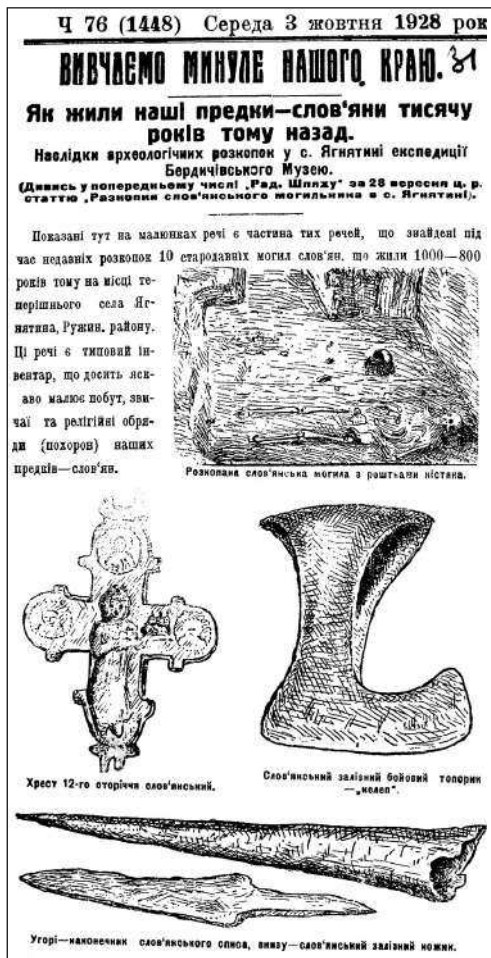 Ч 76 (1448) Середа 3 жовтня 1928 рок
ВИВЧАЄМО МИНУЛЕ НАШОГО КРАЮ. 31
Як жили наші предки—слов'яни тисячу
років тому назад.
Наслідки археологічних розкопок у с. Ягнятині експедиції
Бердичівського Музею.
(Дивись у попередньому числі „Рад. Шляху" за 28 вересня ц. р.
статтю „Разкопки слов'янського могильника в с. Ягнятині).
Показані тут на малюнках речі є частина тих речей, що знайдені під
час недавніх розкопок 10 стародавніх могил слов'ян, що жили 1000—800
років тому на місці те-
перішнього села Яг-
нятина, Ружин. району.
Ці речі є типовий ін-
вентар, що досить яск-
аво малює побут, зви-
чаї та релігійні обря-
ди (похорон) наших
предків—слов'ян.
Розкопана слов'янська могила з рештками кістяка.
Хрест 12-го сторіччя слов'янський.
Слов'янський залізний бойовий топорик
—„келеп".
Угорі—наконечник слов'янського списа, внизу—слов'янський залізний ножик.